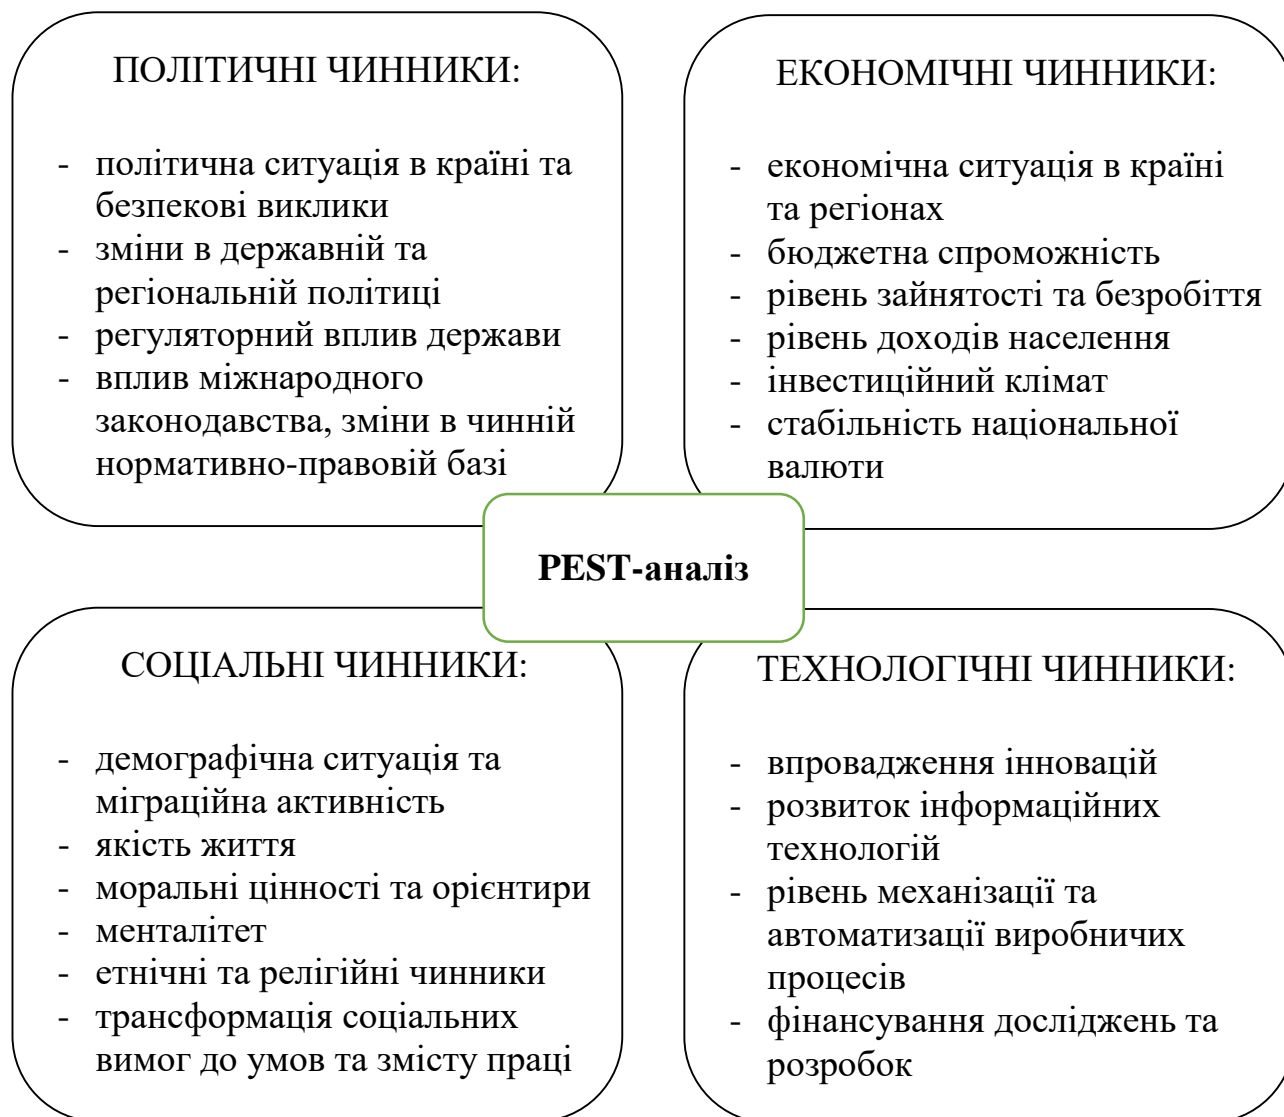 ПОЛІТИЧНІ ЧИННИКИ:
- політична ситуація в країні та
безпекові виклики
- зміни в державній та
регіональній політиці
- регуляторний вплив держави
- вплив міжнародного
законодавства, зміни в чинній
нормативно-правовій базі
ЕКОНОМІЧНІ ЧИННИКИ:
- економічна ситуація в країні
та регіонах
- бюджетна спроможність
- рівень зайнятості та безробіття
- рівень доходів населення
- інвестиційний клімат
- стабільність національної
валюти
PEST-аналіз
СОЦІАЛЬНІ ЧИННИКИ:
- демографічна ситуація та
міграційна активність
- якість життя
- моральні цінності та орієнтири
- менталітет
- етнічні та релігійні чинники
- трансформація соціальних
вимог до умов та змісту праці
ТЕХНОЛОГІЧНІ ЧИННИКИ:
- впровадження інновацій
- розвиток інформаційних
технологій
- рівень механізації та
автоматизації виробничих
процесів
- фінансування досліджень та
розробок